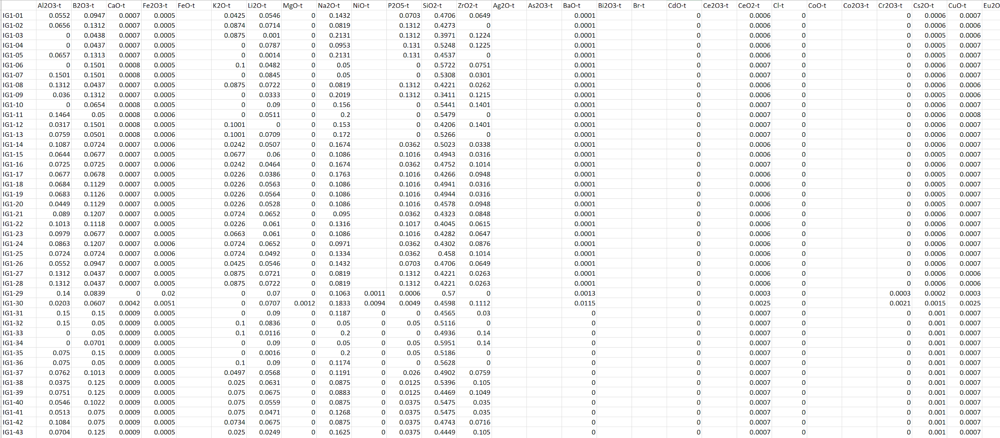 Al2O3-t B2O3-t CaO-t Fe2O3-t FeO-t K2O-t Li2O-t MgO-t Na2O-t NiO-t P2O5-t SiO2-t ZrO2-t Ag2O-t As2O3-t BaO-t Bi2O3-t Br-t CdO-t Ce2O3-t CeO2-t Cl-t CoO-t Co2O3-t Cr2O3-t Cs2O-t CuO-t Eu2O
IG1-01 0.0552 0.0947 0.0007 0.0005 0.0425 0.0546 0 0.1432 0.0703 0.4706 0.0649 0.0001 0 0.0006 0 0 0.0006 0.0007
IG1-02 0.0656 0.1312 0.0007 0.0005 0.0874 0.0714 0 0.0819 0.1312 0.4273 0 0.0001 0 0.0006 0 0 0.0006 0.0006
IG1-03 0 0.0438 0.0007 0.0005 0.0875 0.001 0 0.2131 0.1312 0.3971 0.1224 0.0001 0 0.0006 0 0 0.0005 0.0006
IG1-04 0 0.0437 0.0007 0.0005 0 0.0787 0 0.0953 0.131 0.5248 0.1225 0.0001 0 0.0006 0 0 0.0005 0.0007
IG1-05 0.0657 0.1313 0.0007 0.0005 0 0.0014 0 0.2131 0.131 0.4537 0 0.0001 0 0.0006 0 0 0.0005 0.0007
IG1-06 0 0.1501 0.0008 0.0005 0.1 0.0482 0 0.05 0 0.5722 0.0751 0.0001 0 0.0007 0 0 0.0006 0.0007
IG1-07 0.1501 0.1501 0.0008 0.0005 0 0.0845 0 0.05 0 0.5308 0.0301 0.0001 0 0.0007 0 0 0.0006 0.0007
IG1-08 0.1312 0.0437 0.0007 0.0005 0.0875 0.0722 0 0.0819 0.1312 0.4221 0.0262 0.0001 0 0.0006 0 0 0.0006 0.0006
IG1-09 0.036 0.1312 0.0007 0.0005 0 0.0333 0 0.2019 0.1312 0.3411 0.1215 0.0001 0 0.0006 0 0 0.0005 0.0006
IG1-10 0 0.0654 0.0008 0.0005 0 0.09 0 0.156 0 0.5441 0.1401 0.0001 0 0.0007 0 0 0.0006 0.0007
IG1-11 0.1464 0.05 0.0008 0.0006 0 0.0511 0 0.2 0 0.5479 0 0.0001 0 0.0007 0 0 0.0006 0.0008
IG1-12 0.0317 0.1501 0.0008 0.0005 0.1001 0 0 0.153 0 0.4206 0.1401 0.0001 0 0.0007 0 0 0.0006 0.0007
IG1-13 0.0759 0.0501 0.0008 0.0006 0.1001 0.0709 0 0.172 0 0.5266 0 0.0001 0 0.0007 0 0 0.0006 0.0007
IG1-14 0.1087 0.0724 0.0007 0.0006 0.0242 0.0507 0 0.1674 0.0362 0.5023 0.0338 0.0001 0 0.0006 0 0 0.0006 0.0007
IG1-15 0.0644 0.0677 0.0007 0.0005 0.0677 0.06 0 0.1086 0.1016 0.4943 0.0316 0.0001 0 0.0006 0 0 0.0005 0.0007
IG1-16 0.0725 0.0725 0.0007 0.0006 0.0242 0.0464 0 0.1674 0.0362 0.4752 0.1014 0.0001 0 0.0007 0 0 0.0006 0.0007
IG1-17 0.0677 0.0678 0.0007 0.0005 0.0226 0.0386 0 0.1763 0.1016 0.4266 0.0948 0.0001 0 0.0006 0 0 0.0005 0.0007
IG1-18 0.0684 0.1129 0.0007 0.0005 0.0226 0.0563 0 0.1086 0.1016 0.4941 0.0316 0.0001 0 0.0006 0 0 0.0005 0.0007
IG1-19 0.0683 0.1126 0.0007 0.0005 0.0226 0.0564 0 0.1086 0.1016 0.4944 0.0316 0.0001 0 0.0006 0 0 0.0005 0.0007
IG1-20 0.0449 0.1129 0.0007 0.0005 0.0226 0.0528 0 0.1086 0.1016 0.4578 0.0948 0.0001 0 0.0006 0 0 0.0005 0.0007
IG1-21 0.089 0.1207 0.0007 0.0005 0.0724 0.0652 0 0.095 0.0362 0.4323 0.0848 0.0001 0 0.0006 0 0 0.0006 0.0007
IG1-22 0.1013 0.1118 0.0007 0.0005 0.0226 0.061 0 0.1316 0.1017 0.4045 0.0615 0.0001 0 0.0006 0 0 0.0006 0.0007
IG1-23 0.0979 0.0677 0.0007 0.0005 0.0663 0.061 0 0.1086 0.1016 0.4282 0.0647 0.0001 0 0.0006 0 0 0.0006 0.0007
IG1-24 0.0863 0.1207 0.0007 0.0006 0.0724 0.0652 0 0.0971 0.0362 0.4302 0.0876 0.0001 0 0.0006 0 0 0.0006 0.0007
IG1-25 0.0724 0.0724 0.0007 0.0006 0.0724 0.0492 0 0.1334 0.0362 0.458 0.1014 0.0001 0 0.0006 0 0 0.0006 0.0007
IG1-26 0.0552 0.0947 0.0007 0.0005 0.0425 0.0546 0 0.1432 0.0703 0.4706 0.0649 0.0001 0 0.0006 0 0 0.0006 0.0007
IG1-27 0.1312 0.0437 0.0007 0.0005 0.0875 0.0721 0 0.0819 0.1312 0.4221 0.0263 0.0001 0 0.0006 0 0 0.0006 0.0006
IG1-28 0.1312 0.0437 0.0007 0.0005 0.0875 0.0722 0 0.0819 0.1312 0.4221 0.0263 0.0001 0 0.0006 0 0 0.0006 0.0006
IG1-29 0.14 0.0839 0 0.02 0 0.07 0 0.1063 0.0011 0.0006 0.57 0 0.0013 0 0.0003 0 0.0003 0.0002 0.0003
IG1-30 0.0203 0.0607 0.0042 0.0051 0 0.0707 0.0012 0.1833 0.0094 0.0049 0.4598 0.1112 0.0115 0 0.0025 0 0.0021 0.0015 0.0025
IG1-31 0.15 0.15 0.0009 0.0005 0 0.09 0 0.1187 0 0 0.4565 0.03 0 0 0.0007 0 0 0.001 0.0007
IG1-32 0.15 0.05 0.0009 0.0005 0.1 0.0836 0 0.05 0 0.05 0.5116 0 0 0 0.0007 0 0 0.001 0.0007
IG1-33 0 0.05 0.0009 0.0005 0.1 0.0116 0 0.2 0 0 0.4936 0.14 0 0 0.0007 0 0 0.001 0.0007
IG1-34 0 0.0701 0.0009 0.0005 0 0.09 0 0.05 0 0.05 0.5951 0.14 0 0 0.0007 0 0 0.001 0.0007
IG1-35 0.075 0.15 0.0009 0.0005 0 0.0016 0 0.2 0 0.05 0.5186 0 0 0 0.0007 0 0 0.001 0.0007
IG1-36 0.075 0.05 0.0009 0.0005 0.1 0.09 0 0.1174 0 0 0.5628 0 0 0 0.0007 0 0 0.001 0.0007
IG1-37 0.0762 0.1013 0.0009 0.0005 0.0497 0.0568 0 0.1191 0 0.026 0.4902 0.0759 0 0 0.0007 0 0 0.001 0.0007
IG1-38 0.0375 0.125 0.0009 0.0005 0.025 0.0631 0 0.0875 0 0.0125 0.5396 0.105 0 0 0.0007 0 0 0.001 0.0007
IG1-39 0.0751 0.125 0.0009 0.0005 0.075 0.0675 0 0.0883 0 0.0125 0.4469 0.1049 0 0 0.0007 0 0 0.001 0.0007
IG1-40 0.0546 0.1022 0.0009 0.0005 0.075 0.0559 0 0.0875 0 0.0375 0.5475 0.035 0 0 0.0007 0 0 0.001 0.0007
IG1-41 0.0513 0.075 0.0009 0.0005 0.075 0.0471 0 0.1268 0 0.0375 0.5475 0.035 0 0 0.0007 0 0 0.001 0.0007
IG1-42 0.1084 0.075 0.0009 0.0005 0.0734 0.0675 0 0.0875 0 0.0375 0.4743 0.0716 0 0 0.0007 0 0 0.001 0.0007
IG1-43 0.0704 0.125 0.0009 0.0005 0.025 0.0249 0 0.1625 0 0.0375 0.4449 0.105 0 0 0.0007 0 0 0.001 0.0007